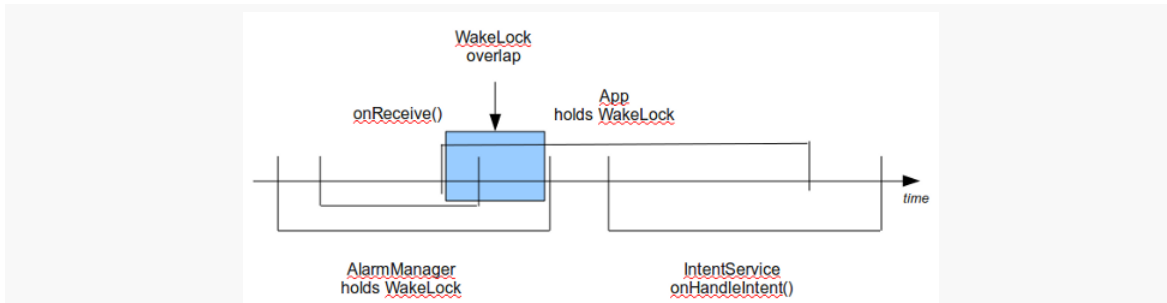 WakeLock
overlap
onReceive()
App
holds WakeLock
time
AlarmManager
holds WakeLock
IntentService
onHandleIntent()